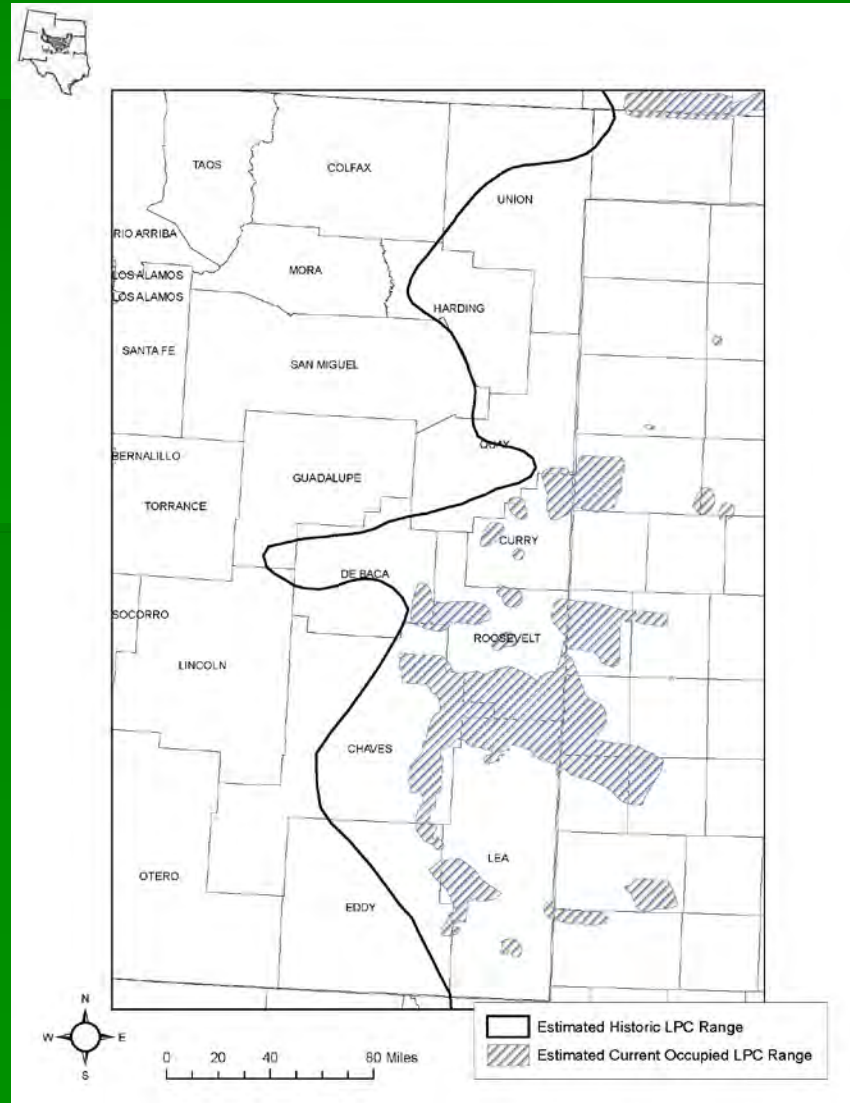 TAOS
COLFAX
UNION
RIO ARRIBA
LOS ALAMOS
MORA
LOS ALAMOS
HARDING
SANTA FE
SAN MIGUEL
QUAY
BERNALILLO
GUADALUPE
TORRANCE
CURRY
DE BACA
SOCORRO
ROOSEVELT
LINCOLN
CHAVES
LEA
OTERO
EDDY
N
W E
S
0 20 40 80 Miles
Estimated Historic LPC Range
Estimated Current Occupied LPC Range